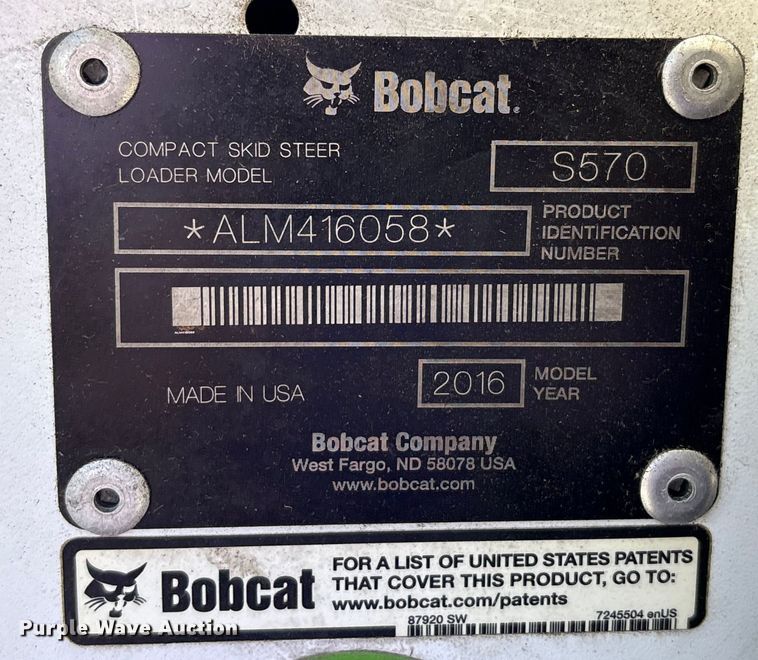 Bobcat.
COMPACT SKID STEER
LOADER MODEL
S570
*ALM416058*
PRODUCT
IDENTIFICATION
NUMBER
ALM416058
MADE IN USA
2016
MODEL
YEAR
Bobcat Company
West Fargo, ND 58078 USA
www.bobcat.com
Bobcat
FOR A LIST OF UNITED STATES PATENTS
THAT COVER THIS PRODUCT, GO TO:
www.bobcat.com/patents
87920 SW
7245504 enUS
Purple Wave Auction